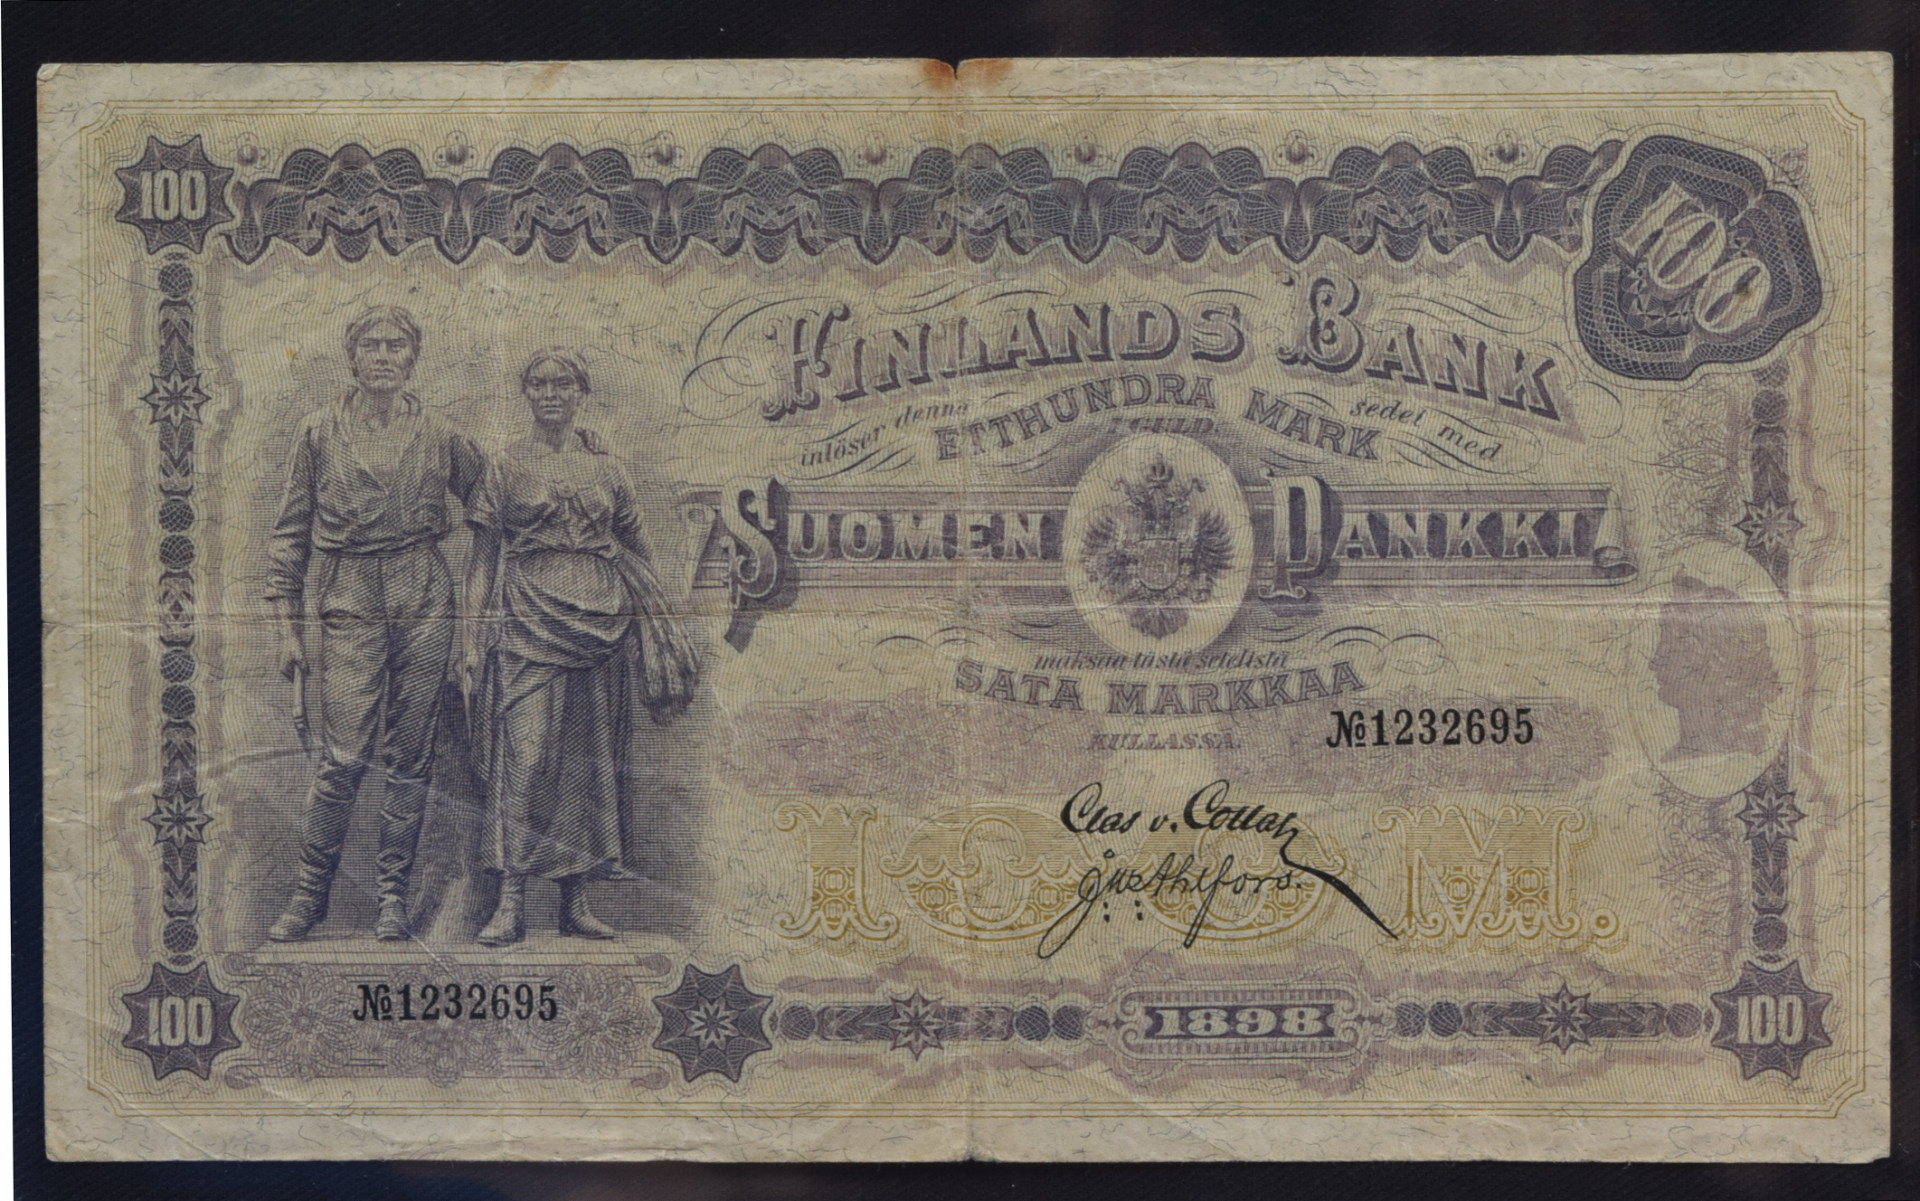 100
100
FINLANDS BANK
inlöser denna sedel med
ETTHUNDRA MARK
I GULD.
SUOMEN PANKKI
maksaa tästä setelistä
SATA MARKKAA
KULLASSA.
№1232695
100 M.
Clas v. Collan
Ahlfors.
№1232695
100
1898
100